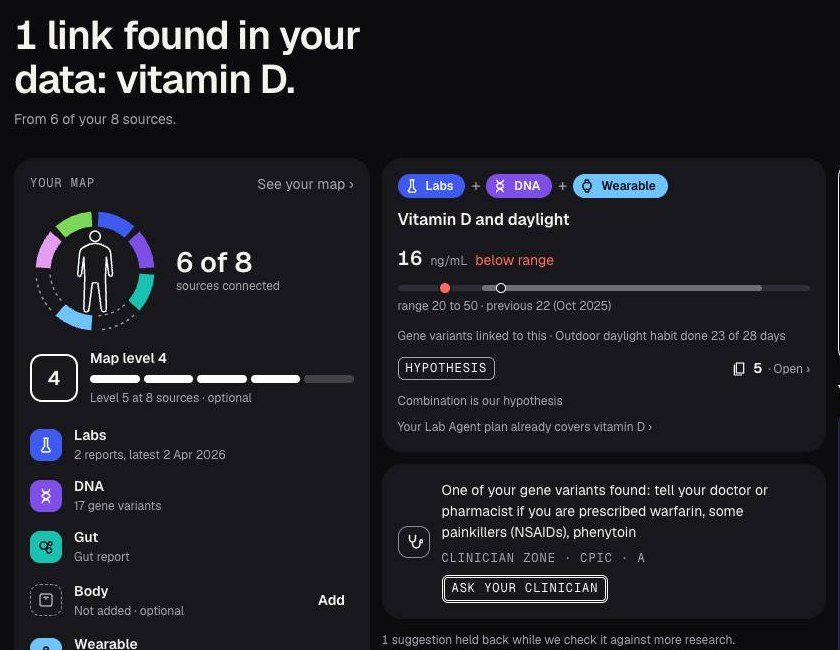 1 link found in your
data: vitamin D.
From 6 of your 8 sources.
YOUR MAP
See your map ›
6 of 8
sources connected
4
Map level 4
Level 5 at 8 sources · optional
Labs
2 reports, latest 2 Apr 2026
DNA
17 gene variants
Gut
Gut report
Body
Not added · optional
Add
Wearable
Labs + DNA + Wearable
Vitamin D and daylight
16 ng/mL below range
range 20 to 50 · previous 22 (Oct 2025)
Gene variants linked to this · Outdoor daylight habit done 23 of 28 days
HYPOTHESIS
5 · Open ›
Combination is our hypothesis
Your Lab Agent plan already covers vitamin D ›
One of your gene variants found: tell your doctor or
pharmacist if you are prescribed warfarin, some
painkillers (NSAIDs), phenytoin
CLINICIAN ZONE · CPIC · A
ASK YOUR CLINICIAN
1 suggestion held back while we check it against more research.